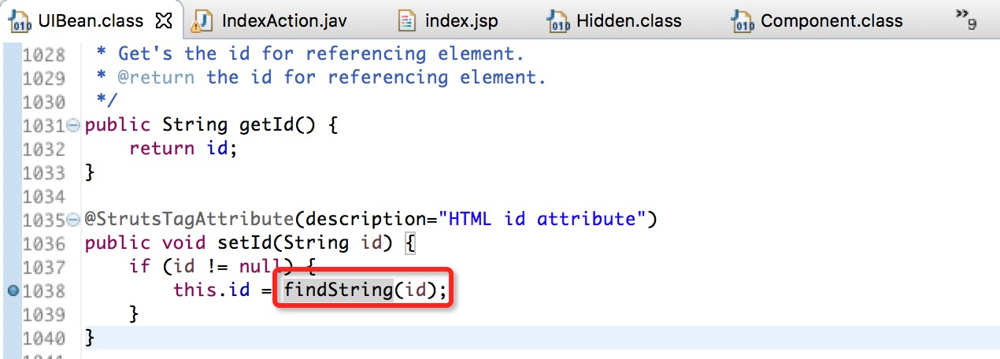 UIBean.class IndexAction.jav index.jsp Hidden.class Component.class »9
1028 * Get's the id for referencing element.
1029 * @return the id for referencing element.
1030 */
1031 public String getId() {
1032 return id;
1033 }
1034
1035 @StrutsTagAttribute(description="HTML id attribute")
1036 public void setId(String id) {
1037 if (id != null) {
1038 this.id = findString(id);
1039 }
1040 }